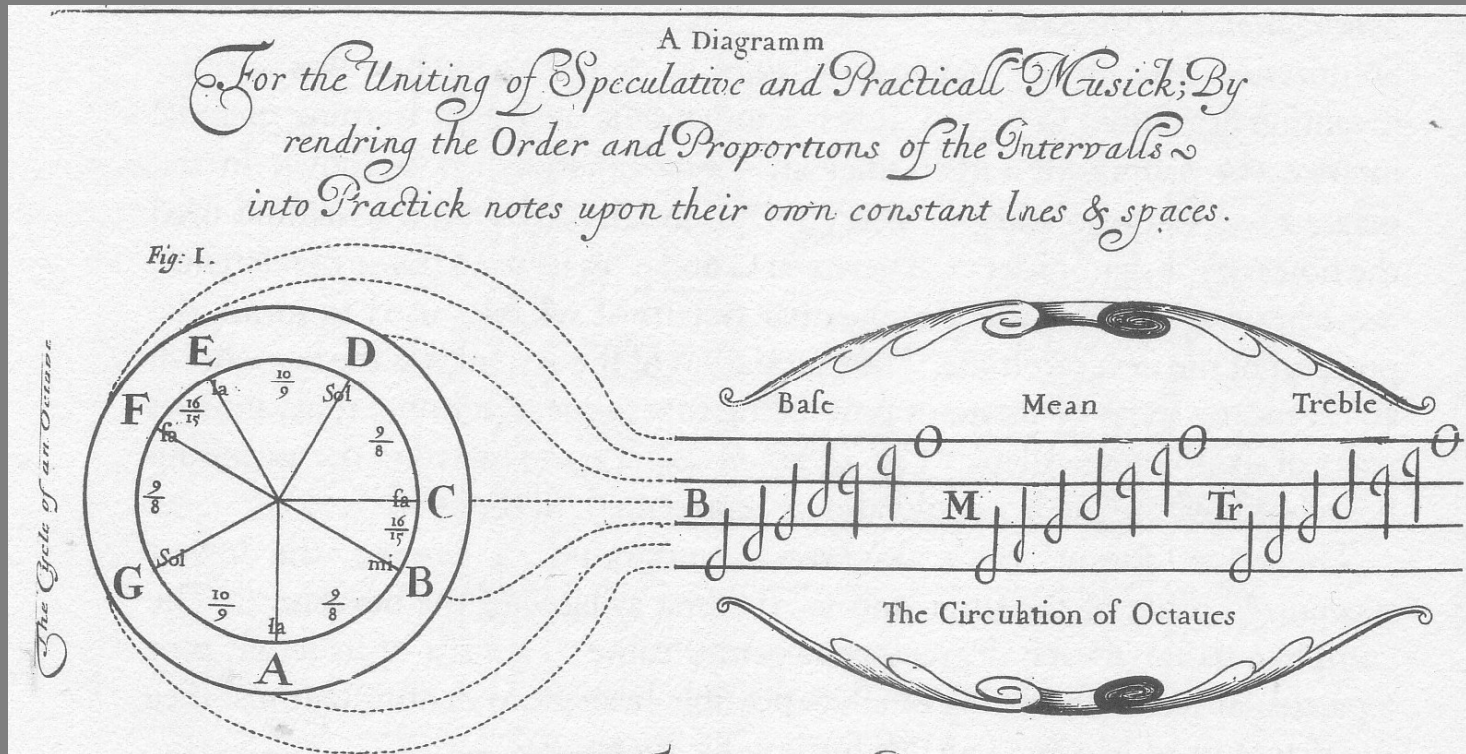 A Diagramm
For the Uniting of Speculative and Practicall Musick; By
rendring the Order and Proportions of the Intervalls
into Practick notes upon their own constant lnes & spaces.
Fig: I.
The Cycle of an Octave
E D
la 10/9 Sol
F 16/15 9/8
fa
9/8 fa C
16/15
G Sol mi B
10/9 9/8
la
A
Baſe Mean Treble
B M Tr
The Circulation of Octaues